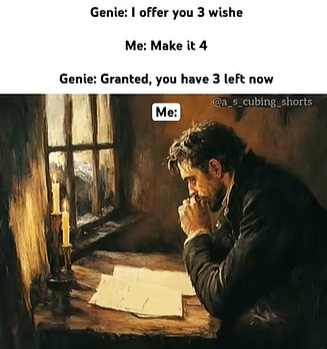 Genie: I offer you 3 wishe
Me: Make it 4
Genie: Granted, you have 3 left now
@a_s_cubing_shorts
Me: